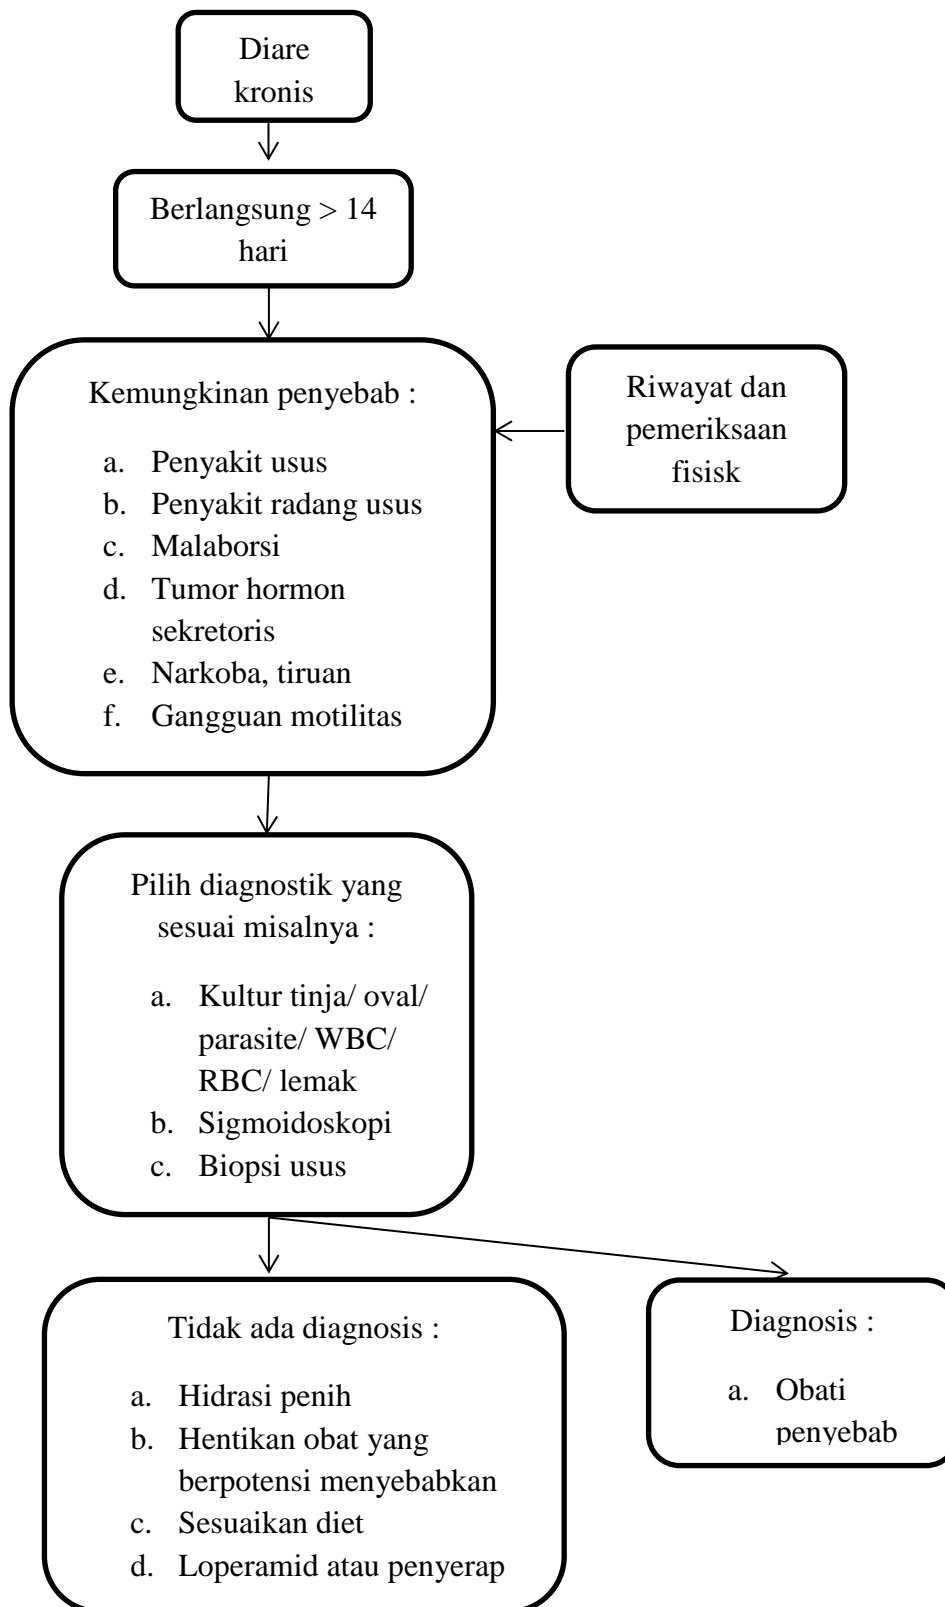 Diare
kronis
Berlangsung > 14
hari
Kemungkinan penyebab :
a. Penyakit usus
b. Penyakit radang usus
c. Malaborsi
d. Tumor hormon
sekretoris
e. Narkoba, tiruan
f. Gangguan motilitas
Riwayat dan
pemeriksaan
fisisk
Pilih diagnostik yang
sesuai misalnya :
a. Kultur tinja/ oval/
parasite/ WBC/
RBC/ lemak
b. Sigmoidoskopi
c. Biopsi usus
Tidak ada diagnosis :
a. Hidrasi penih
b. Hentikan obat yang
berpotensi menyebabkan
c. Sesuaikan diet
d. Loperamid atau penyerap
Diagnosis :
a. Obati
penyebab